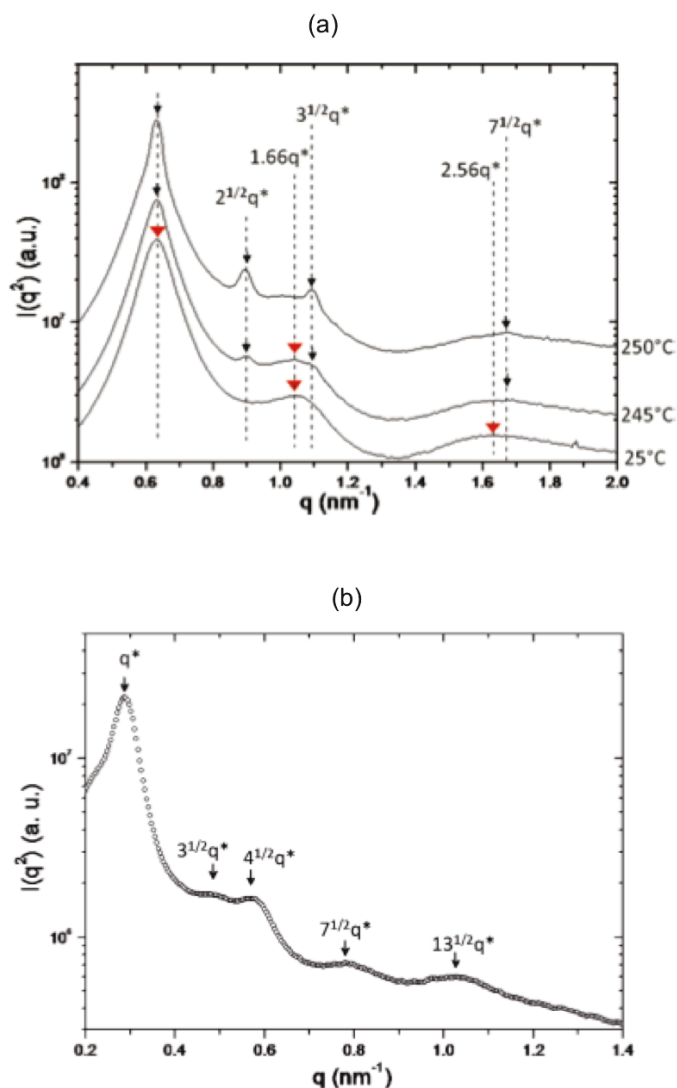 (a)
3^1/2q*
7^1/2q*
1.66q*
2.56q*
2^1/2q*
I(q²) (a.u.)
10⁸
10⁷
10⁶
250°C
245°C
25°C
0.4 0.6 0.8 1.0 1.2 1.4 1.6 1.8 2.0
q (nm⁻¹)
(b)
q*
3^1/2q*
4^1/2q*
7^1/2q*
13^1/2q*
I(q²) (a. u.)
10⁷
10⁶
0.2 0.4 0.6 0.8 1.0 1.2 1.4
q (nm⁻¹)